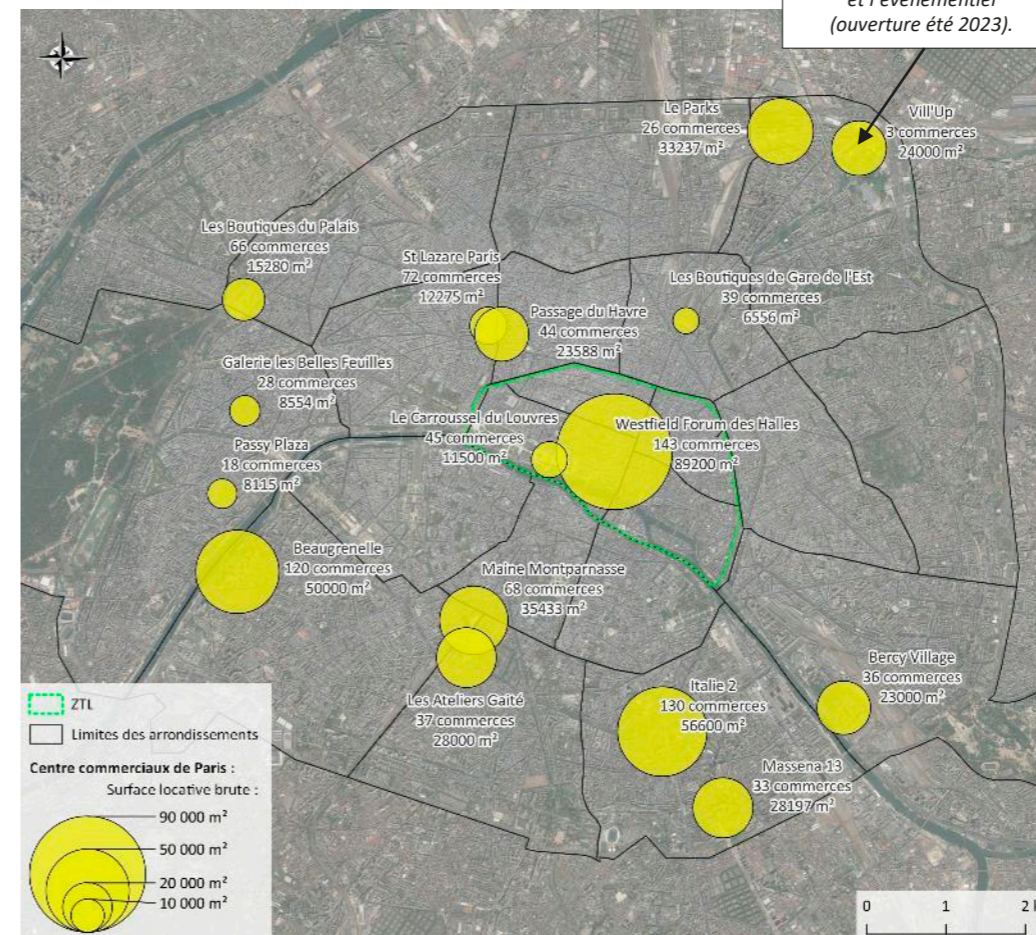 et l'évènementiel
(ouverture été 2023).
Le Parks
26 commerces
33237 m²
Vill'Up
3 commerces
24000 m²
Les Boutiques du Palais
66 commerces
15280 m²
St Lazare Paris
72 commerces
12275 m²
Passage du Havre
44 commerces
23588 m²
Les Boutiques de Gare de l'Est
39 commerces
6556 m²
Galerie les Belles Feuilles
28 commerces
8554 m²
Le Carroussel du Louvres
45 commerces
11500 m²
Westfield Forum des Halles
143 commerces
89200 m²
Passy Plaza
18 commerces
8115 m²
Beaugrenelle
120 commerces
50000 m²
Maine Montparnasse
68 commerces
35433 m²
Les Ateliers Gaîté
37 commerces
28000 m²
Italie 2
130 commerces
56600 m²
Bercy Village
36 commerces
23000 m²
Massena 13
33 commerces
28197 m²
ZTL
Limites des arrondissements
Centre commerciaux de Paris :
Surface locative brute :
90 000 m²
50 000 m²
20 000 m²
10 000 m²
0 1 2 k